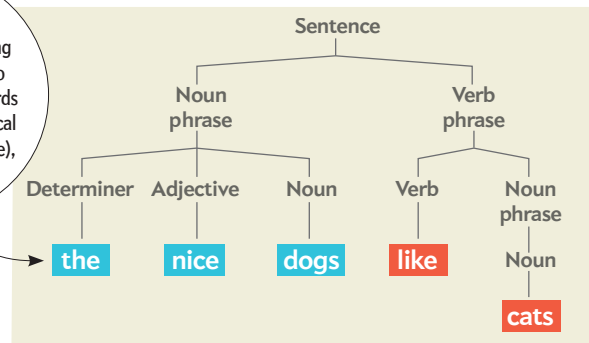 Sentence
Noun
phrase
Verb
phrase
Determiner Adjective Noun Verb Noun
phrase
the nice dogs like Noun
cats